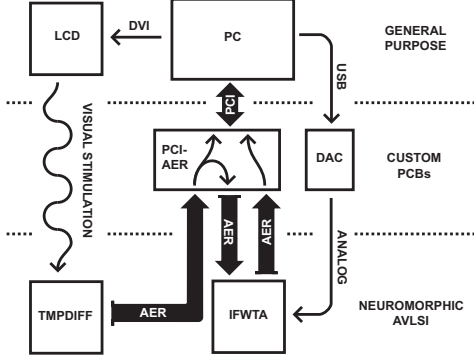 LCD
DVI
PC
GENERAL
PURPOSE
USB
PCI
VISUAL STIMULATION
PCI-
AER
DAC
CUSTOM
PCBs
AER
AER
ANALOG
TMPDIFF
AER
IFWTA
NEUROMORPHIC
AVLSI